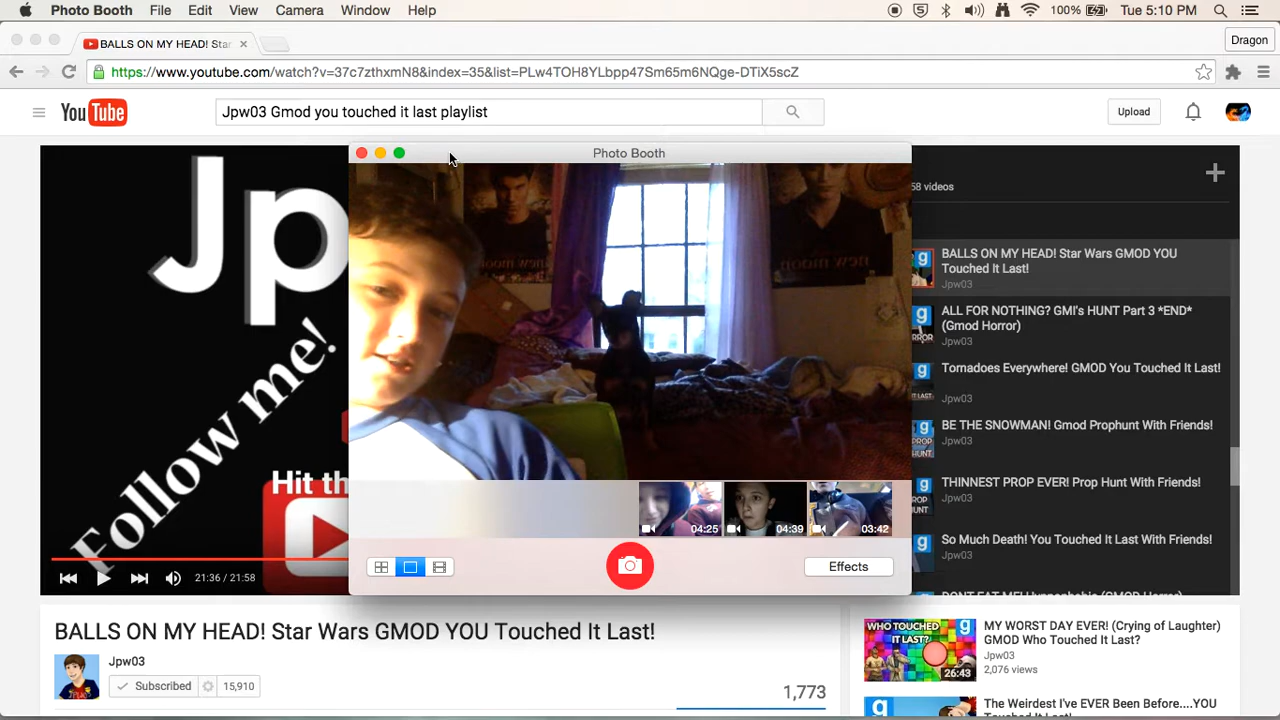 Photo Booth File Edit View Camera Window Help 100% Tue 5:10 PM
BALLS ON MY HEAD! Star Dragon
https://www.youtube.com/watch?v=37c7zthxmN8&index=35&list=PLw4TOH8YLbpp47Sm65m6NQge-DTiX5scZ
YouTube Jpw03 Gmod you touched it last playlist Upload
Photo Booth
58 videos
Jp
Follow me!
Hit th
new moon
new moon
BALLS ON MY HEAD! Star Wars GMOD YOU
Touched It Last!
Jpw03
ALL FOR NOTHING? GMI's HUNT Part 3 *END*
(Gmod Horror)
Jpw03
Tornadoes Everywhere! GMOD You Touched It Last!
Jpw03
BE THE SNOWMAN! Gmod Prophunt With Friends!
Jpw03
THINNEST PROP EVER! Prop Hunt With Friends!
Jpw03
So Much Death! You Touched It Last With Friends!
Jpw03
04:25 04:39 03:42
Effects
21:36 / 21:58
BALLS ON MY HEAD! Star Wars GMOD YOU Touched It Last!
Jpw03
Subscribed 15,910
1,773
WHO TOUCHED
IT LAST?
26:43
MY WORST DAY EVER! (Crying of Laughter)
GMOD Who Touched It Last?
Jpw03
2,076 views
The Weirdest I've EVER Been Before....YOU